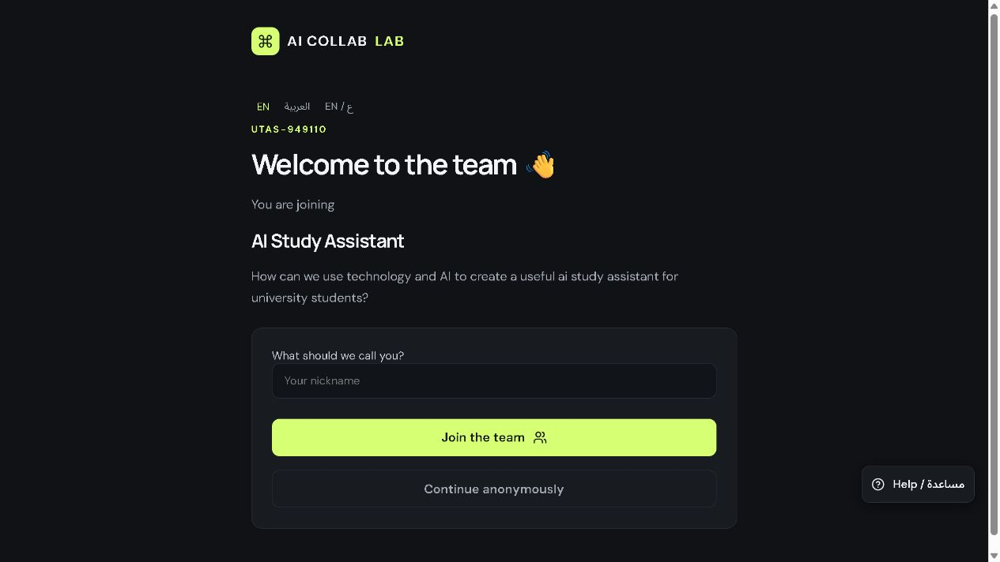 AI COLLAB LAB
EN العربية EN / ع
UTAS-949110
Welcome to the team 👋
You are joining
AI Study Assistant
How can we use technology and AI to create a useful ai study assistant for
university students?
What should we call you?
Your nickname
Join the team
Continue anonymously
Help / مساعدة